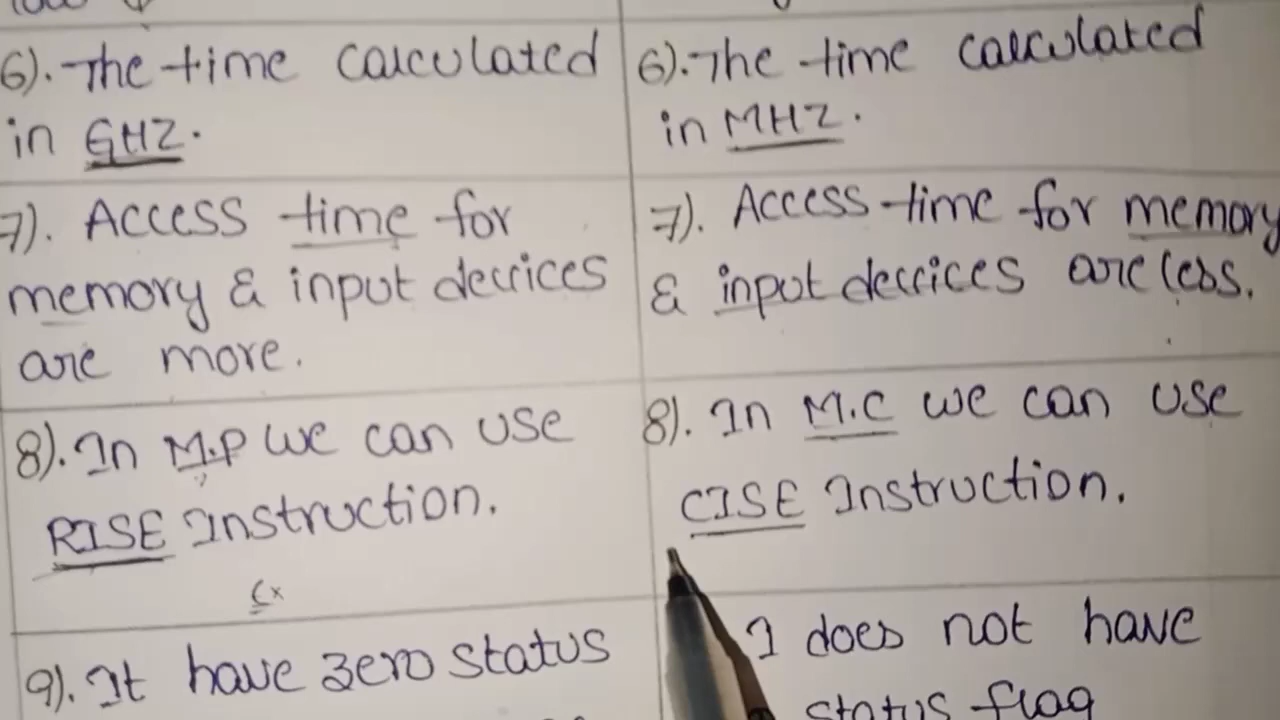 6). The time calculated
in GHZ.
7). Access time for
memory & input devices
are more.
8). In M.P we can use
RISE Instruction.
9). It have zero status
6). The time calculated
in MHZ.
7). Access time for memory
& input devices are less.
8). In M.C we can use
CISE Instruction.
I does not have
status flag